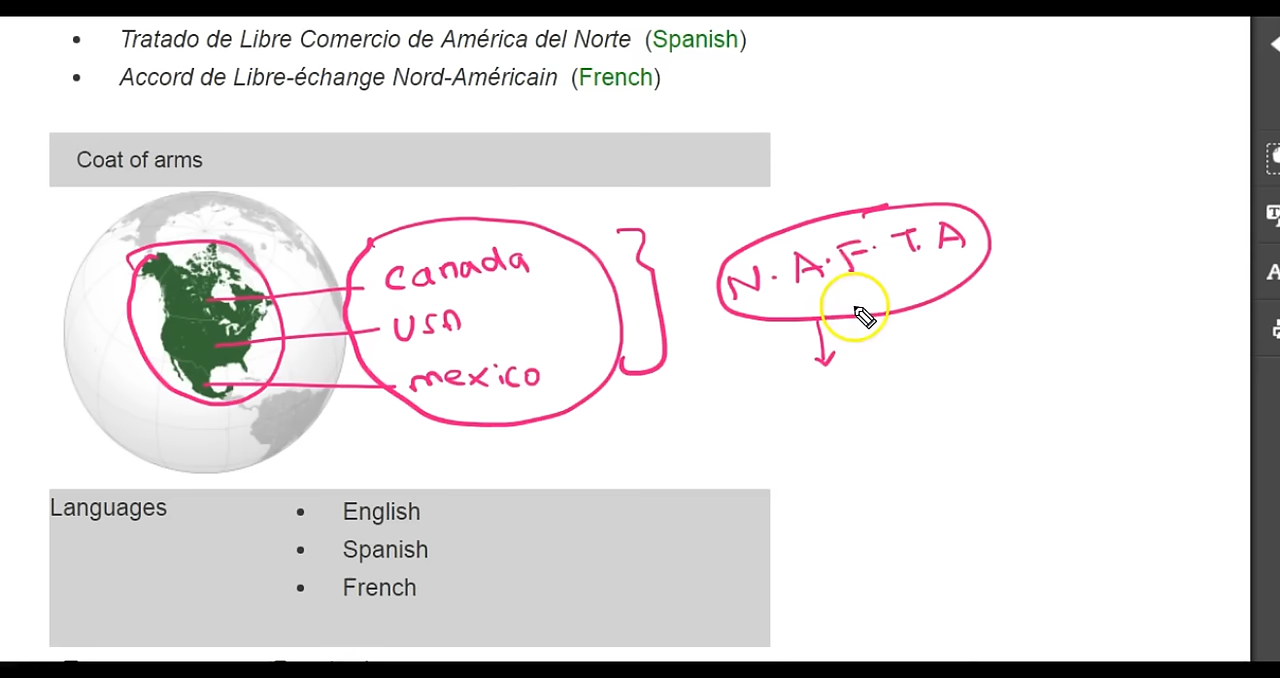 • Tratado de Libre Comercio de América del Norte (Spanish)
• Accord de Libre-échange Nord-Américain (French)
Coat of arms
Canada
USA
mexico
N.A.F.T.A
Languages
• English
• Spanish
• French